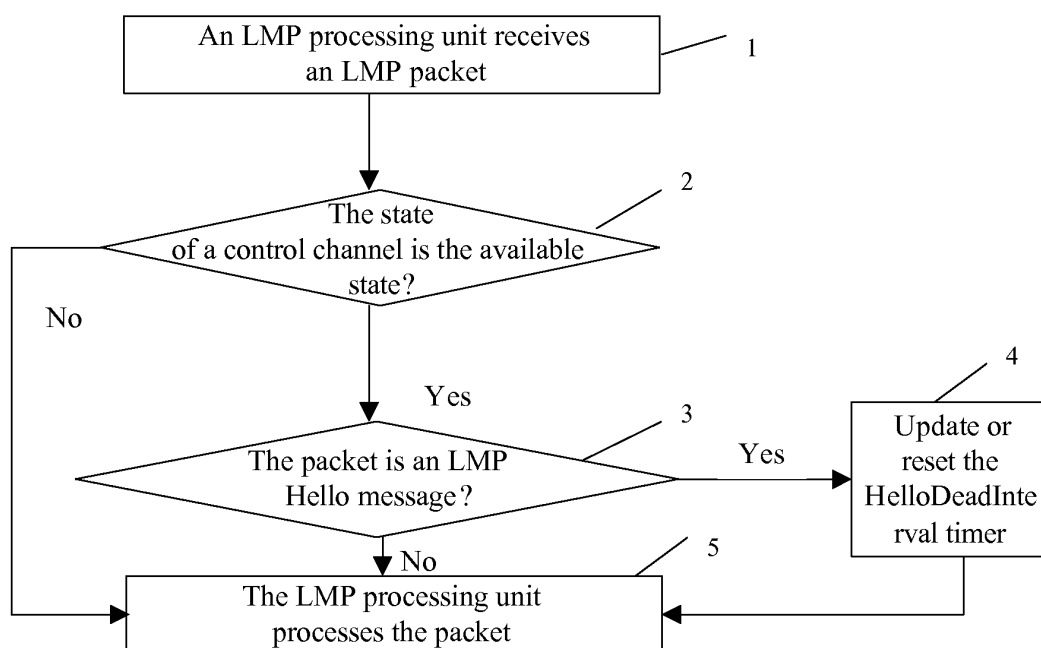 An LMP processing unit receives
an LMP packet
1
2
The state
of a control channel is the available
state?
No
Yes
3
4
The packet is an LMP
Hello message?
Yes
Update or
reset the
HelloDeadInte
rval timer
No
5
The LMP processing unit
processes the packet